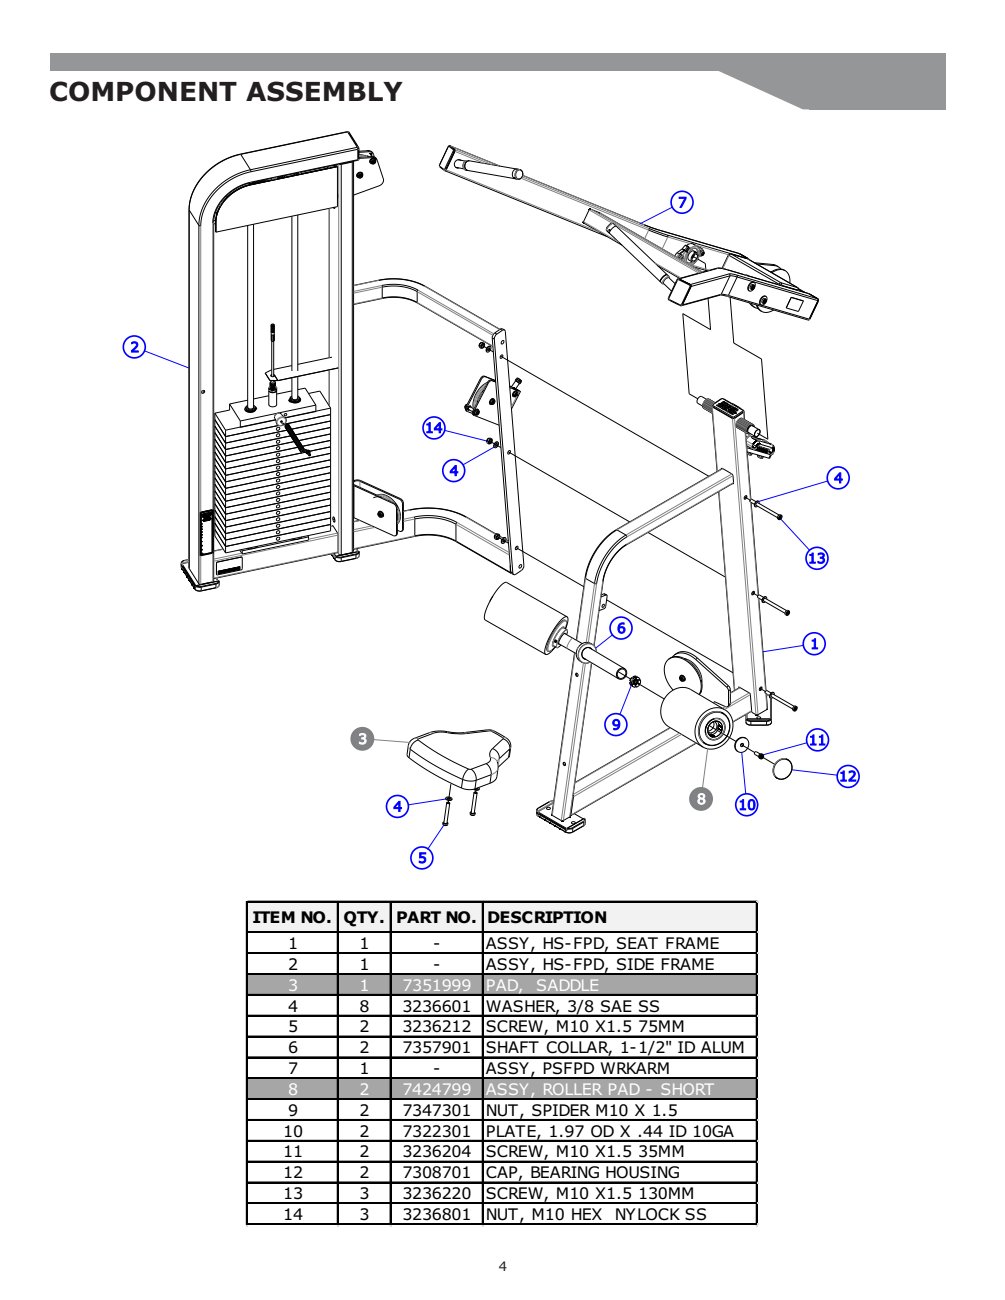 COMPONENT ASSEMBLY
7
2
14
4
4
13
6
1
9
3
11
12
8
10
4
5
ITEM NO. QTY. PART NO. DESCRIPTION
1 1 - ASSY, HS-FPD, SEAT FRAME
2 1 - ASSY, HS-FPD, SIDE FRAME
3 1 7351999 PAD, SADDLE
4 8 3236601 WASHER, 3/8 SAE SS
5 2 3236212 SCREW, M10 X1.5 75MM
6 2 7357901 SHAFT COLLAR, 1-1/2" ID ALUM
7 1 - ASSY, PSFPD WRKARM
8 2 7424799 ASSY, ROLLER PAD - SHORT
9 2 7347301 NUT, SPIDER M10 X 1.5
10 2 7322301 PLATE, 1.97 OD X .44 ID 10GA
11 2 3236204 SCREW, M10 X1.5 35MM
12 2 7308701 CAP, BEARING HOUSING
13 3 3236220 SCREW, M10 X1.5 130MM
14 3 3236801 NUT, M10 HEX NYLOCK SS
4